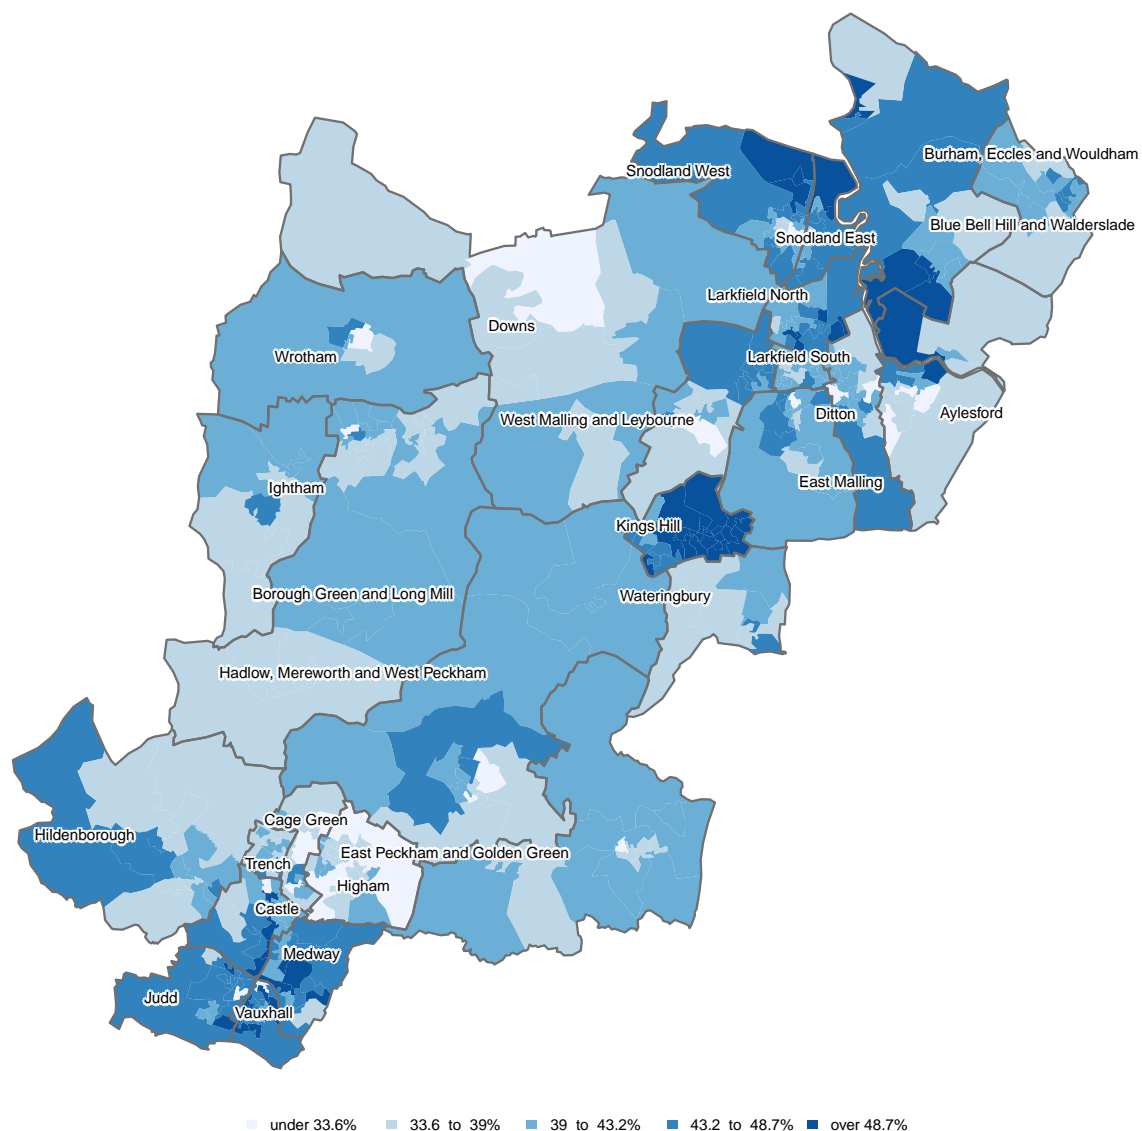 Burham, Eccles and Wouldham
Snodland West
Blue Bell Hill and Walderslade
Snodland East
Larkfield North
Downs
Wrotham
Larkfield South
West Malling and Leybourne
Ditton
Aylesford
Ightham
East Malling
Kings Hill
Borough Green and Long Mill
Wateringbury
Hadlow, Mereworth and West Peckham
Cage Green
Hildenborough
East Peckham and Golden Green
Trench
Higham
Castle
Medway
Judd
Vauxhall
under 33.6% 33.6 to 39% 39 to 43.2% 43.2 to 48.7% over 48.7%